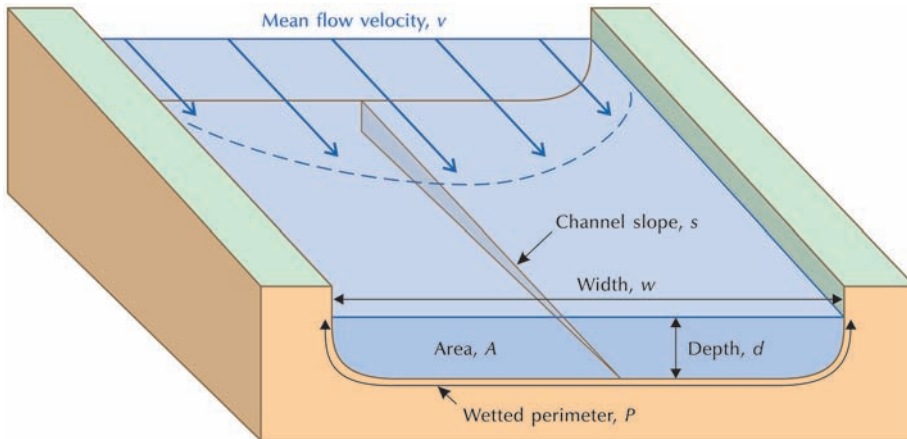 Mean flow velocity, v
Channel slope, s
Width, w
Area, A
Depth, d
Wetted perimeter, P